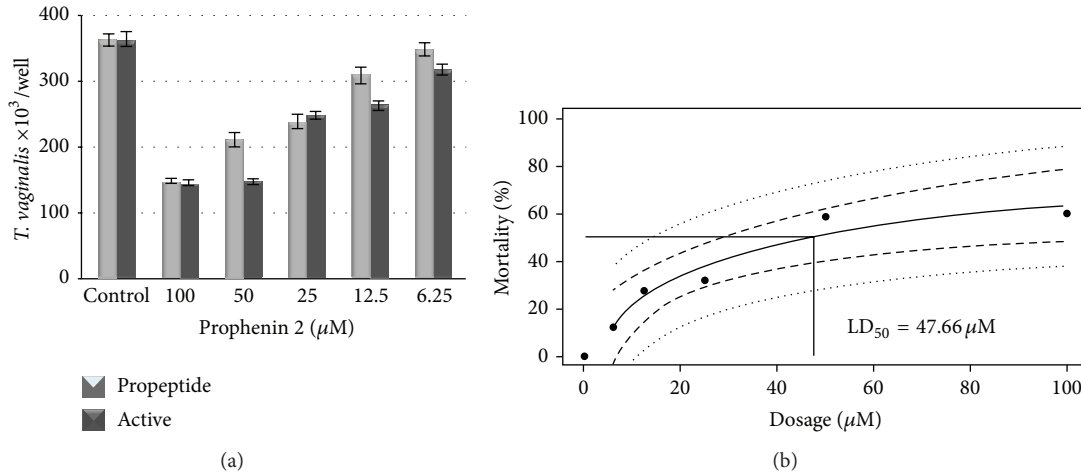 400
300
200
100
0
T. vaginalis ×10³/well
Control 100 50 25 12.5 6.25
Prophenin 2 (μM)
Propeptide
Active
(a)
100
80
60
40
20
0
Mortality (%)
LD₅₀ = 47.66 μM
0 20 40 60 80 100
Dosage (μM)
(b)